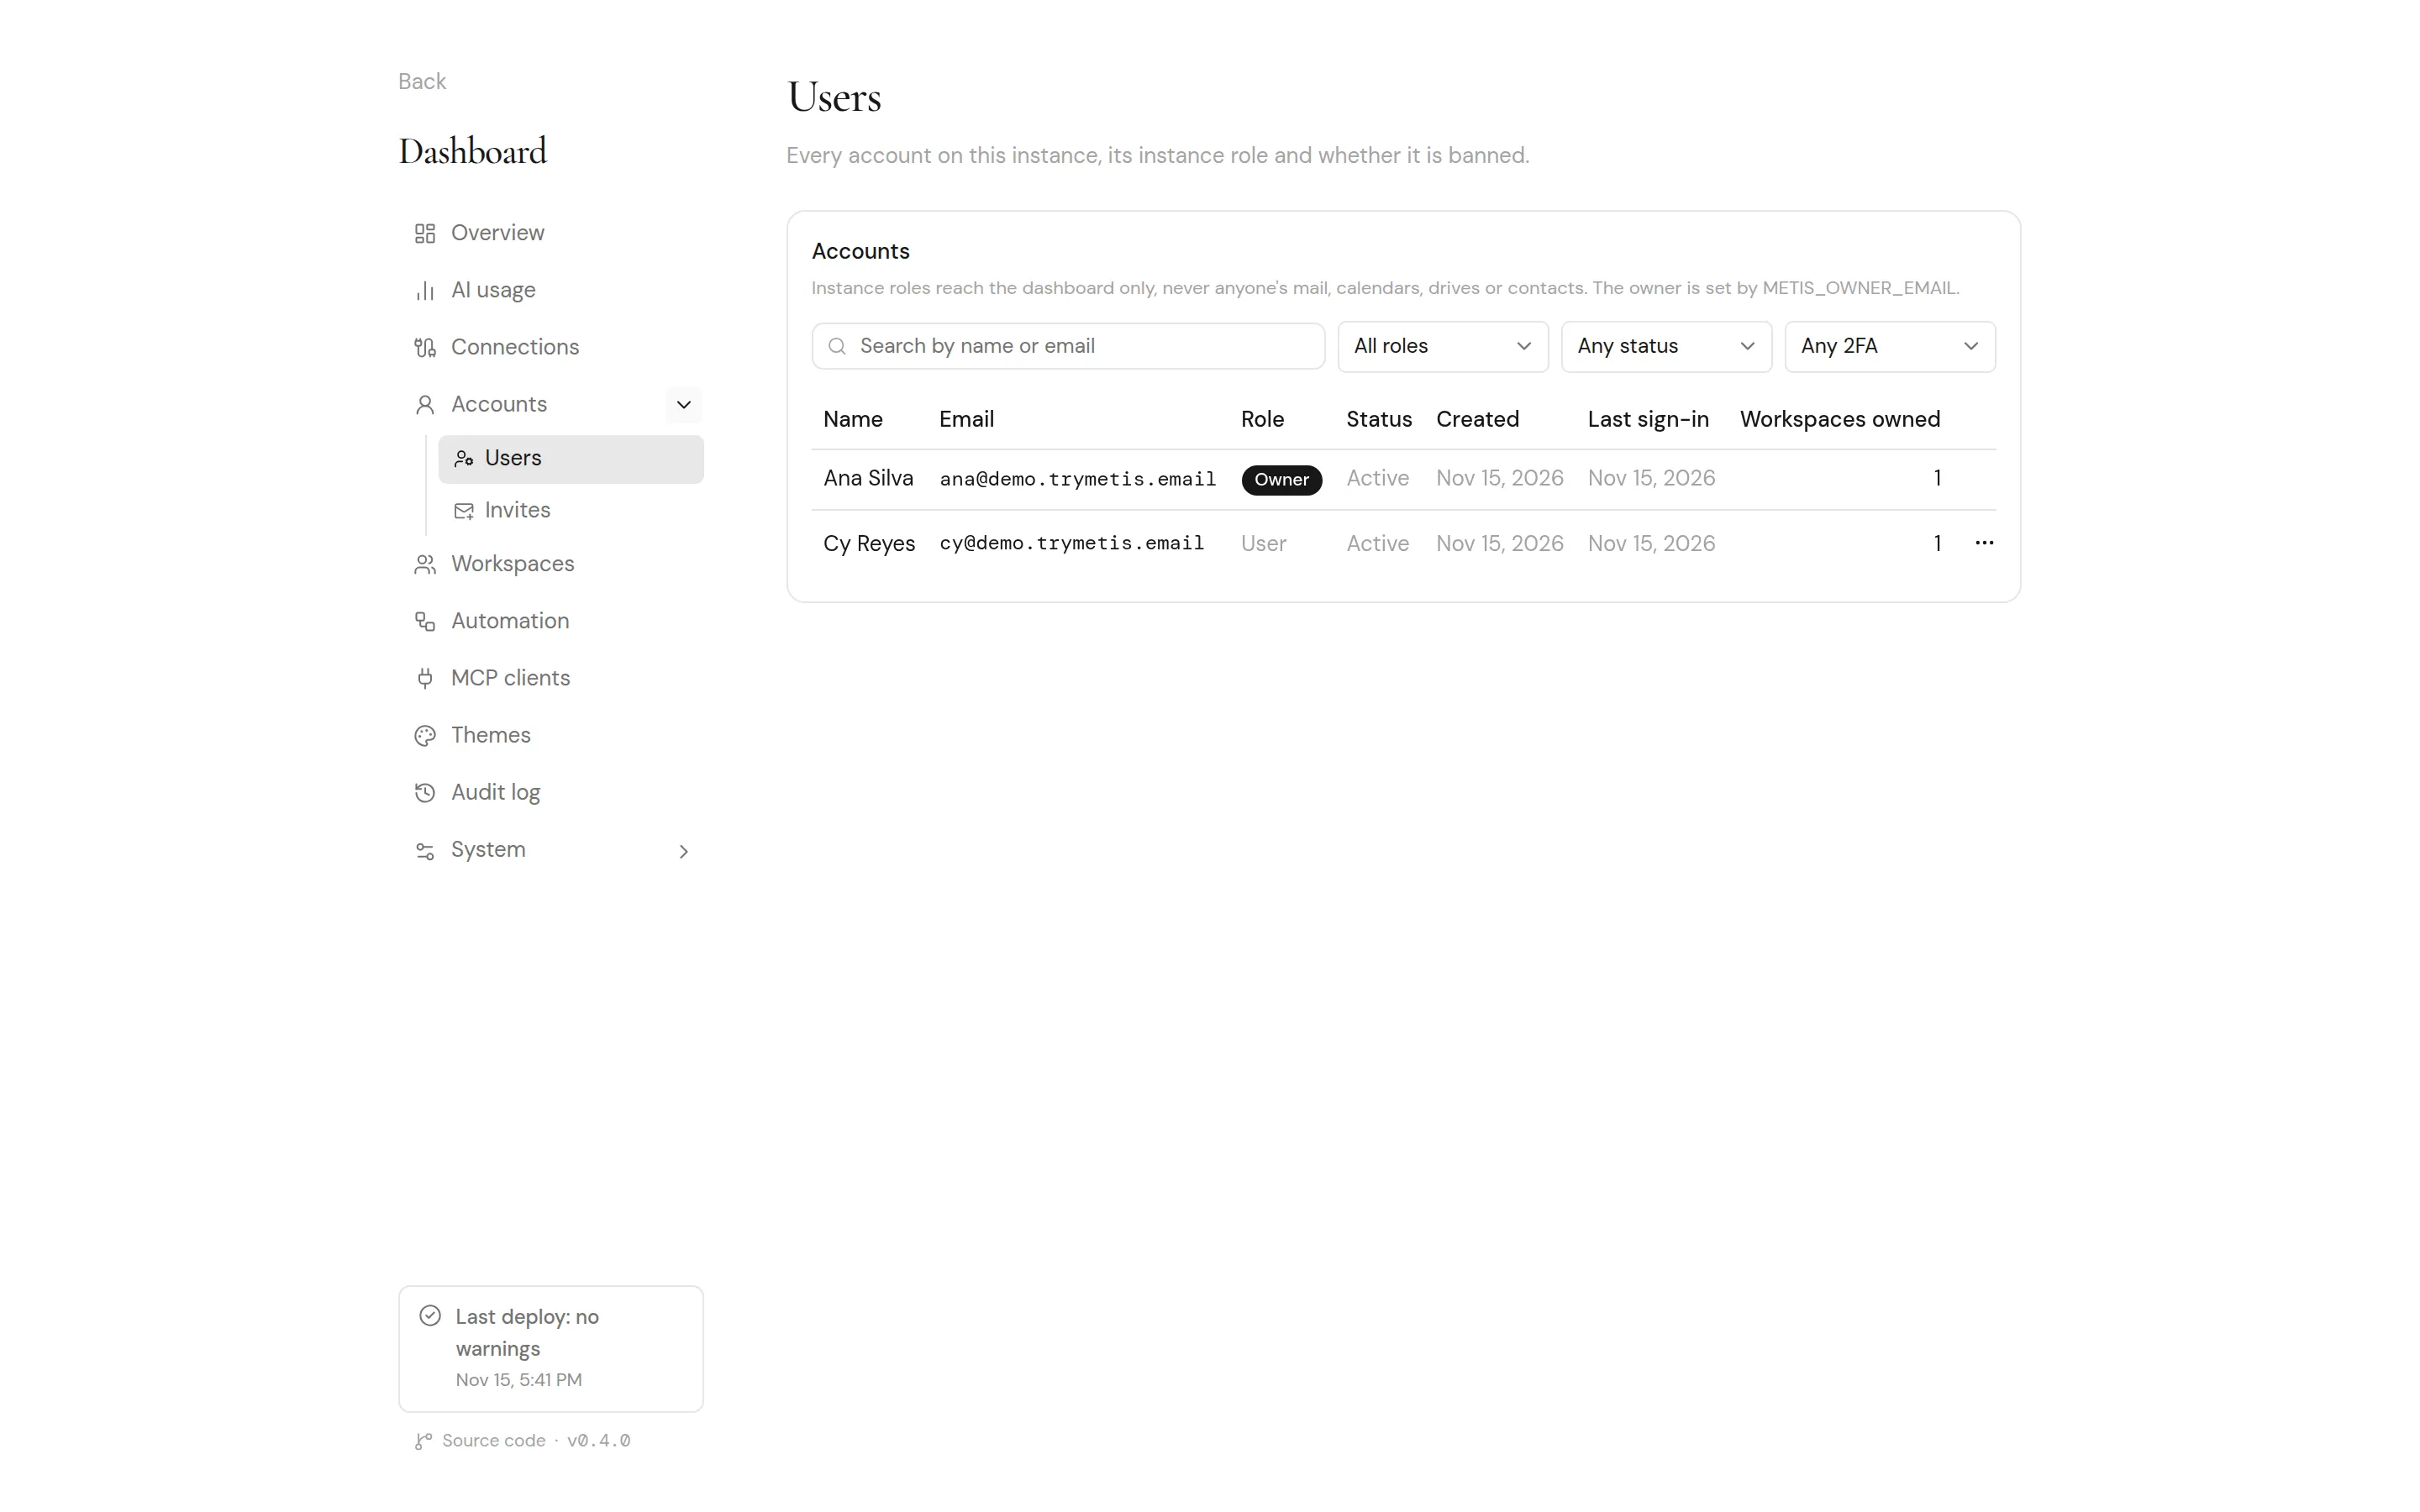 Back
Dashboard
Overview
AI usage
Connections
Accounts
Users
Invites
Workspaces
Automation
MCP clients
Themes
Audit log
System
Last deploy: no
warnings
Nov 15, 5:41 PM
Source code · v0.4.0
Users
Every account on this instance, its instance role and whether it is banned.
Accounts
Instance roles reach the dashboard only, never anyone's mail, calendars, drives or contacts. The owner is set by METIS_OWNER_EMAIL.
Search by name or email All roles Any status Any 2FA
Name Email Role Status Created Last sign-in Workspaces owned
Ana Silva ana@demo.trymetis.email Owner Active Nov 15, 2026 Nov 15, 2026 1
Cy Reyes cy@demo.trymetis.email User Active Nov 15, 2026 Nov 15, 2026 1